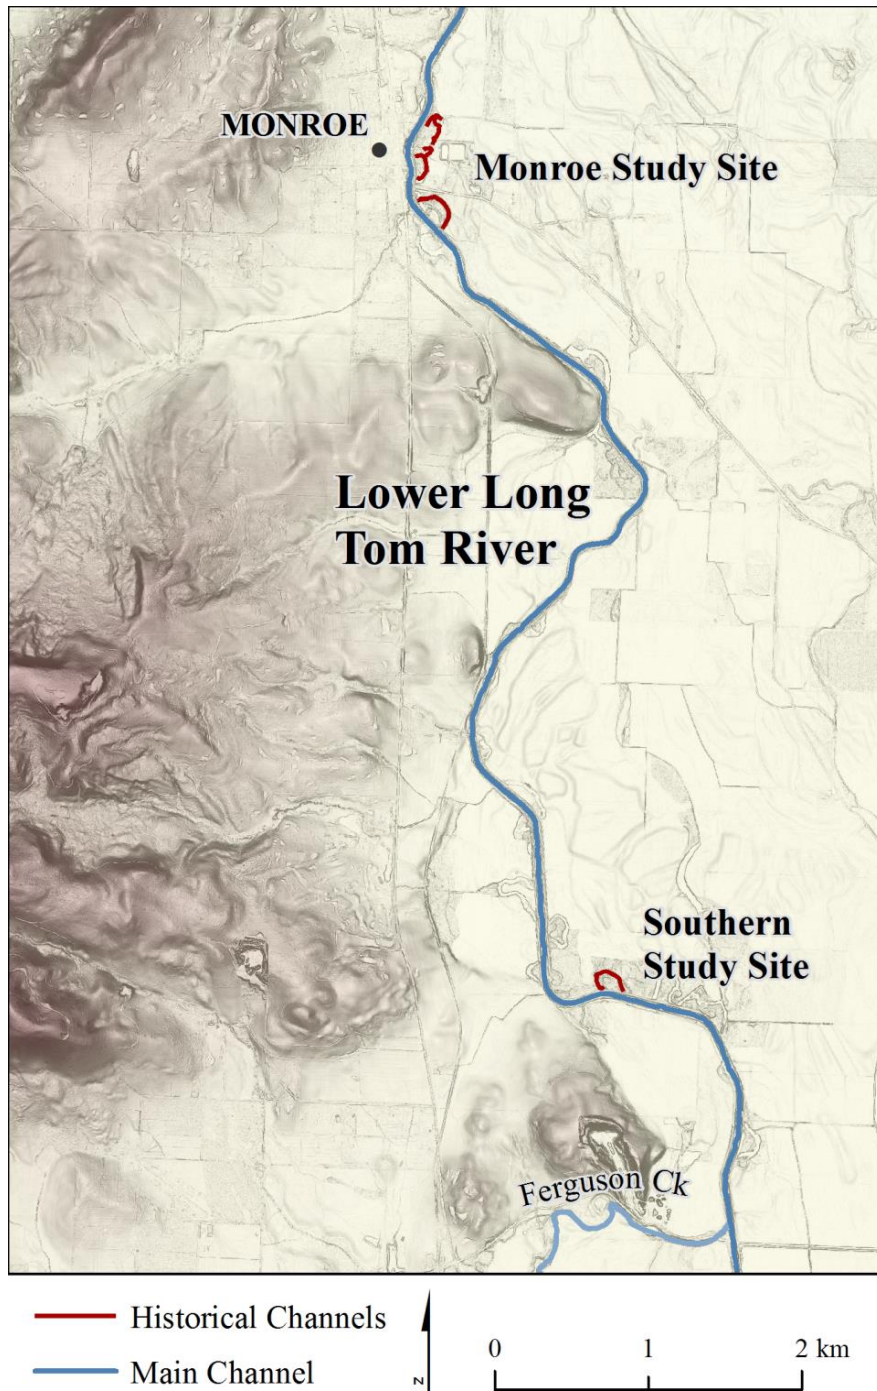 MONROE
Monroe Study Site
Lower Long
Tom River
Southern
Study Site
Ferguson Ck
Historical Channels
Main Channel
N
0 1 2 km